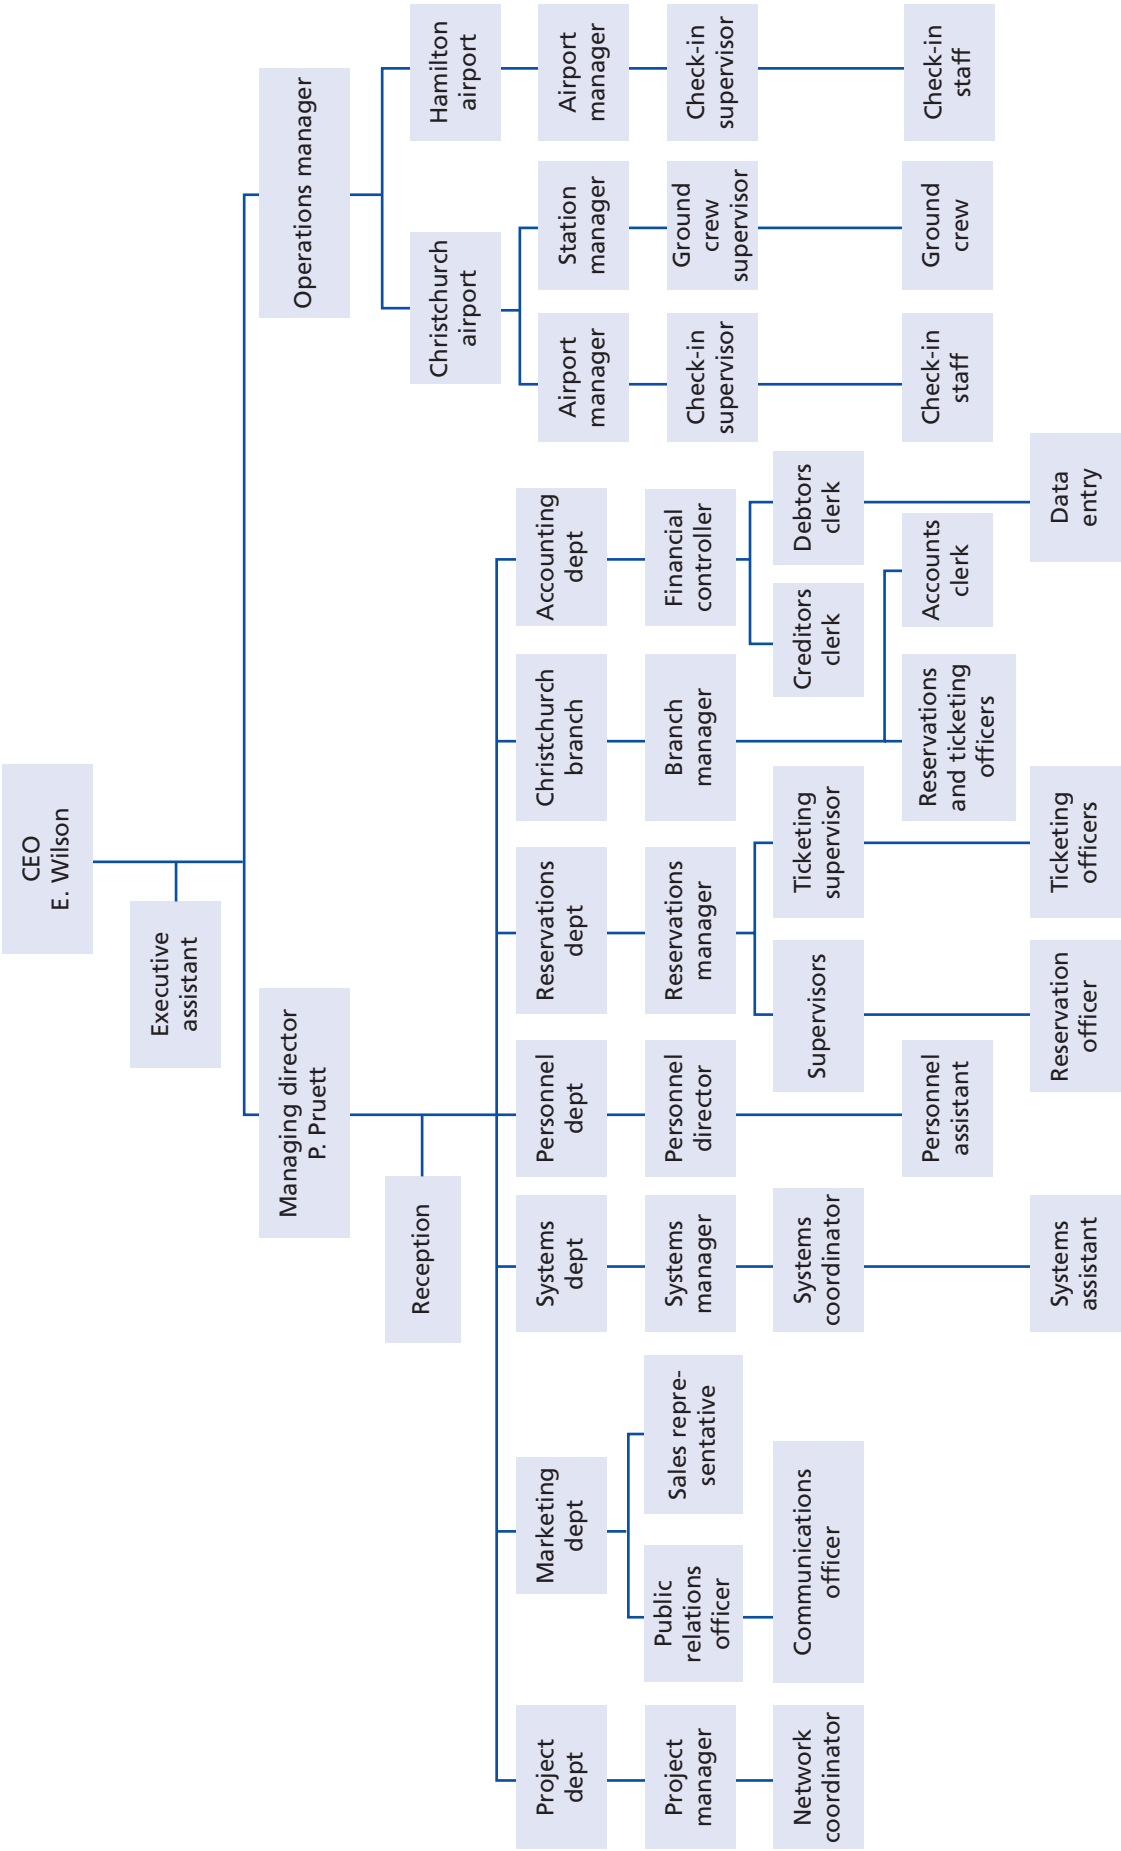 CEO
E. Wilson
Executive
assistant
Managing director
P. Pruett
Operations manager
Reception
Christchurch
airport
Hamilton
airport
Project
dept
Marketing
dept
Systems
dept
Personnel
dept
Reservations
dept
Christchurch
branch
Accounting
dept
Airport
manager
Station
manager
Airport
manager
Project
manager
Public
relations
officer
Sales repre-
sentative
Systems
manager
Personnel
director
Reservations
manager
Branch
manager
Financial
controller
Check-in
supervisor
Ground
crew
supervisor
Check-in
supervisor
Network
coordinator
Communications
officer
Systems
coordinator
Supervisors
Ticketing
supervisor
Creditors
clerk
Debtors
clerk
Personnel
assistant
Reservations
and ticketing
officers
Accounts
clerk
Check-in
staff
Ground
crew
Check-in
staff
Systems
assistant
Reservation
officer
Ticketing
officers
Data
entry